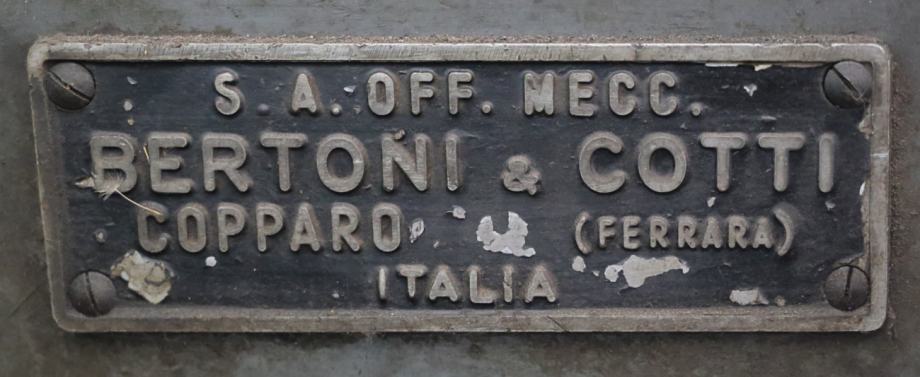 S. A. OFF. MECC.
BERTONI & COTTI
COPPARO (FERRARA)
ITALIA